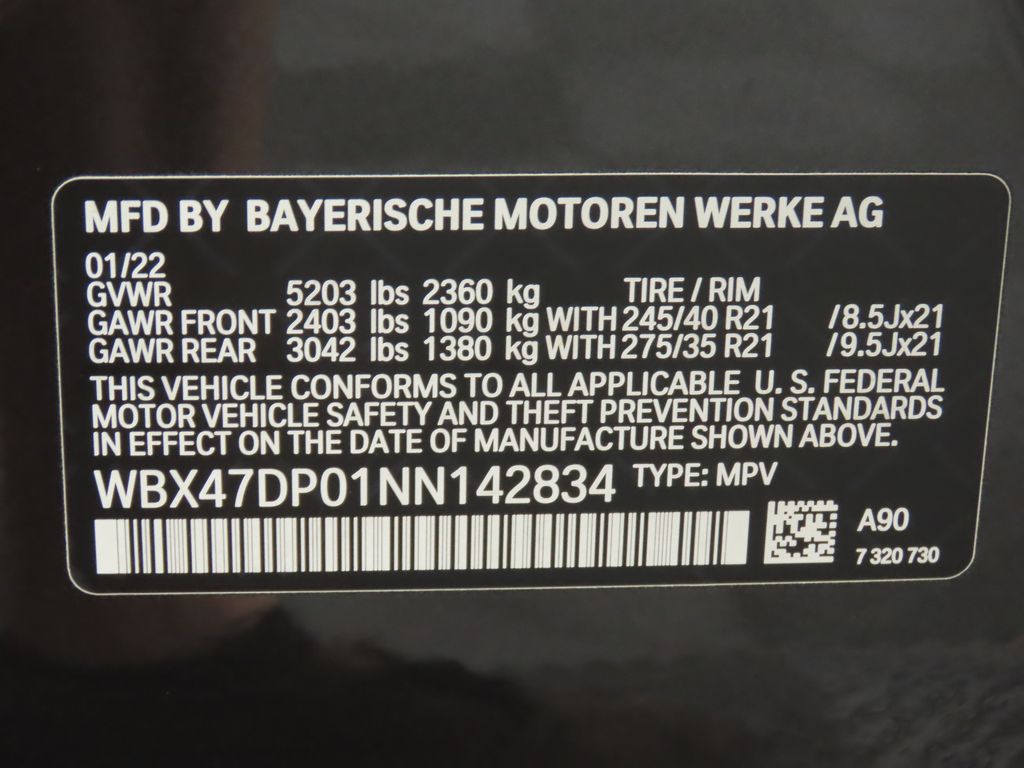 MFD BY BAYERISCHE MOTOREN WERKE AG
01/22
GVWR 5203 lbs 2360 kg TIRE / RIM
GAWR FRONT 2403 lbs 1090 kg WITH 245/40 R21 /8.5Jx21
GAWR REAR 3042 lbs 1380 kg WITH 275/35 R21 /9.5Jx21
THIS VEHICLE CONFORMS TO ALL APPLICABLE U. S. FEDERAL
MOTOR VEHICLE SAFETY AND THEFT PREVENTION STANDARDS
IN EFFECT ON THE DATE OF MANUFACTURE SHOWN ABOVE.
WBX47DP01NN142834 TYPE: MPV
A90
7 320 730